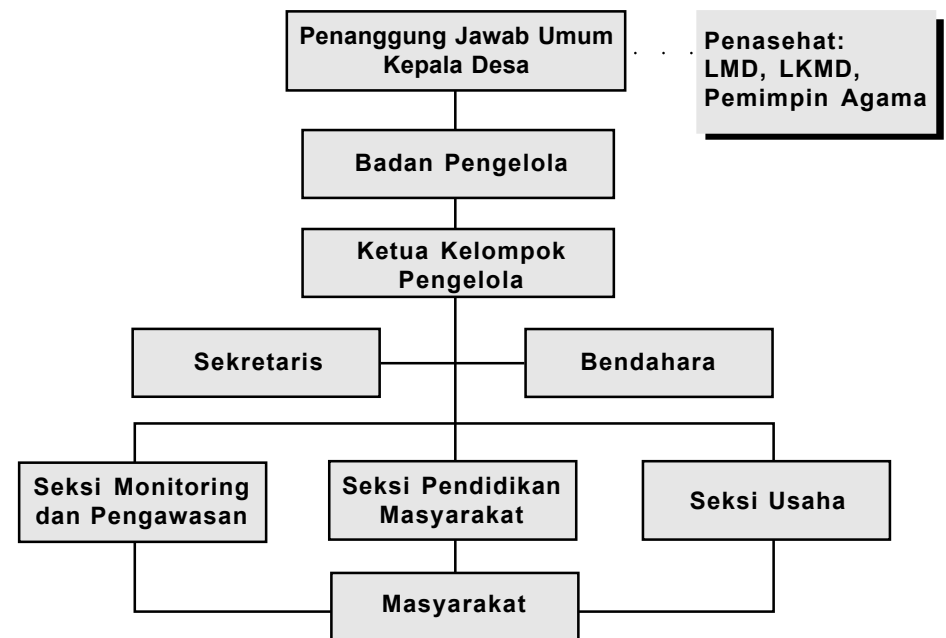 Penanggung Jawab Umum
Kepala Desa
Penasehat:
LMD, LKMD,
Pemimpin Agama
Badan Pengelola
Ketua Kelompok
Pengelola
Sekretaris
Bendahara
Seksi Monitoring
dan Pengawasan
Seksi Pendidikan
Masyarakat
Seksi Usaha
Masyarakat